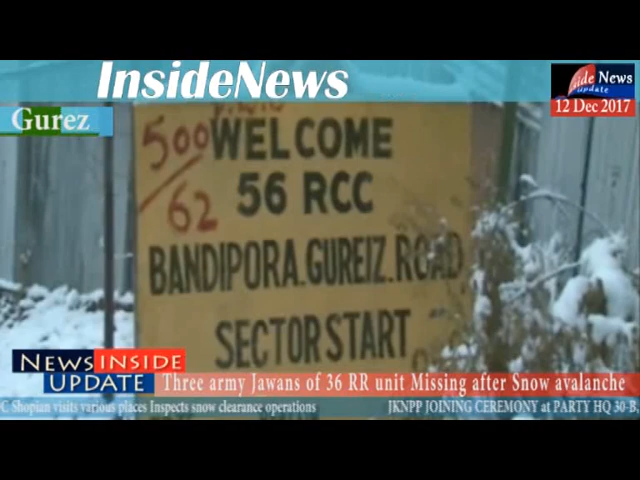 InsideNews
Inside News
update
12 Dec 2017
Gurez
500
62
WELCOME
56 RCC
BANDIPORA.GUREIZ.ROAD
SECTOR START
NEWS INSIDE
UPDATE
Three army Jawans of 36 RR unit Missing after Snow avalanche
C Shopian visits various places Inspects snow clearance operations
JKNPP JOINING CEREMONY at PARTY HQ 30-B,